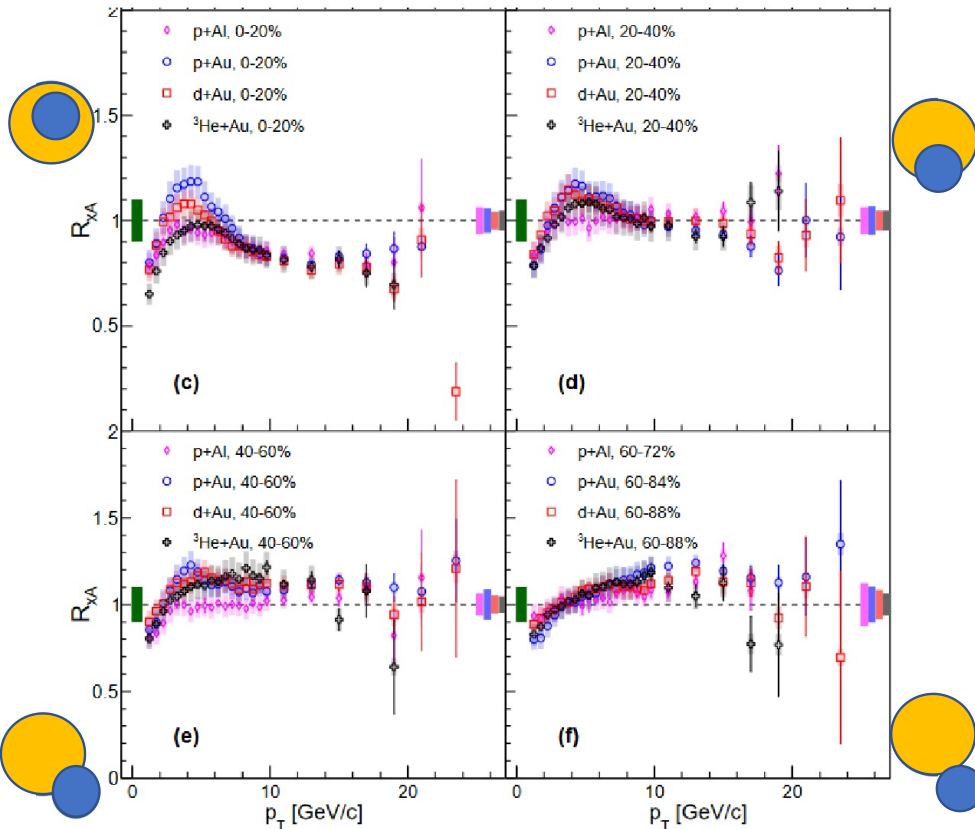 2
p+Al, 0-20%
p+Au, 0-20%
d+Au, 0-20%
³He+Au, 0-20%
1.5
1
0.5
R_xA
(c)
p+Al, 20-40%
p+Au, 20-40%
d+Au, 20-40%
³He+Au, 20-40%
(d)
2
p+Al, 40-60%
p+Au, 40-60%
d+Au, 40-60%
³He+Au, 40-60%
1.5
1
0.5
0
R_xA
(e)
0 10 20
p_T [GeV/c]
p+Al, 60-72%
p+Au, 60-84%
d+Au, 60-88%
³He+Au, 60-88%
(f)
0 10 20
p_T [GeV/c]